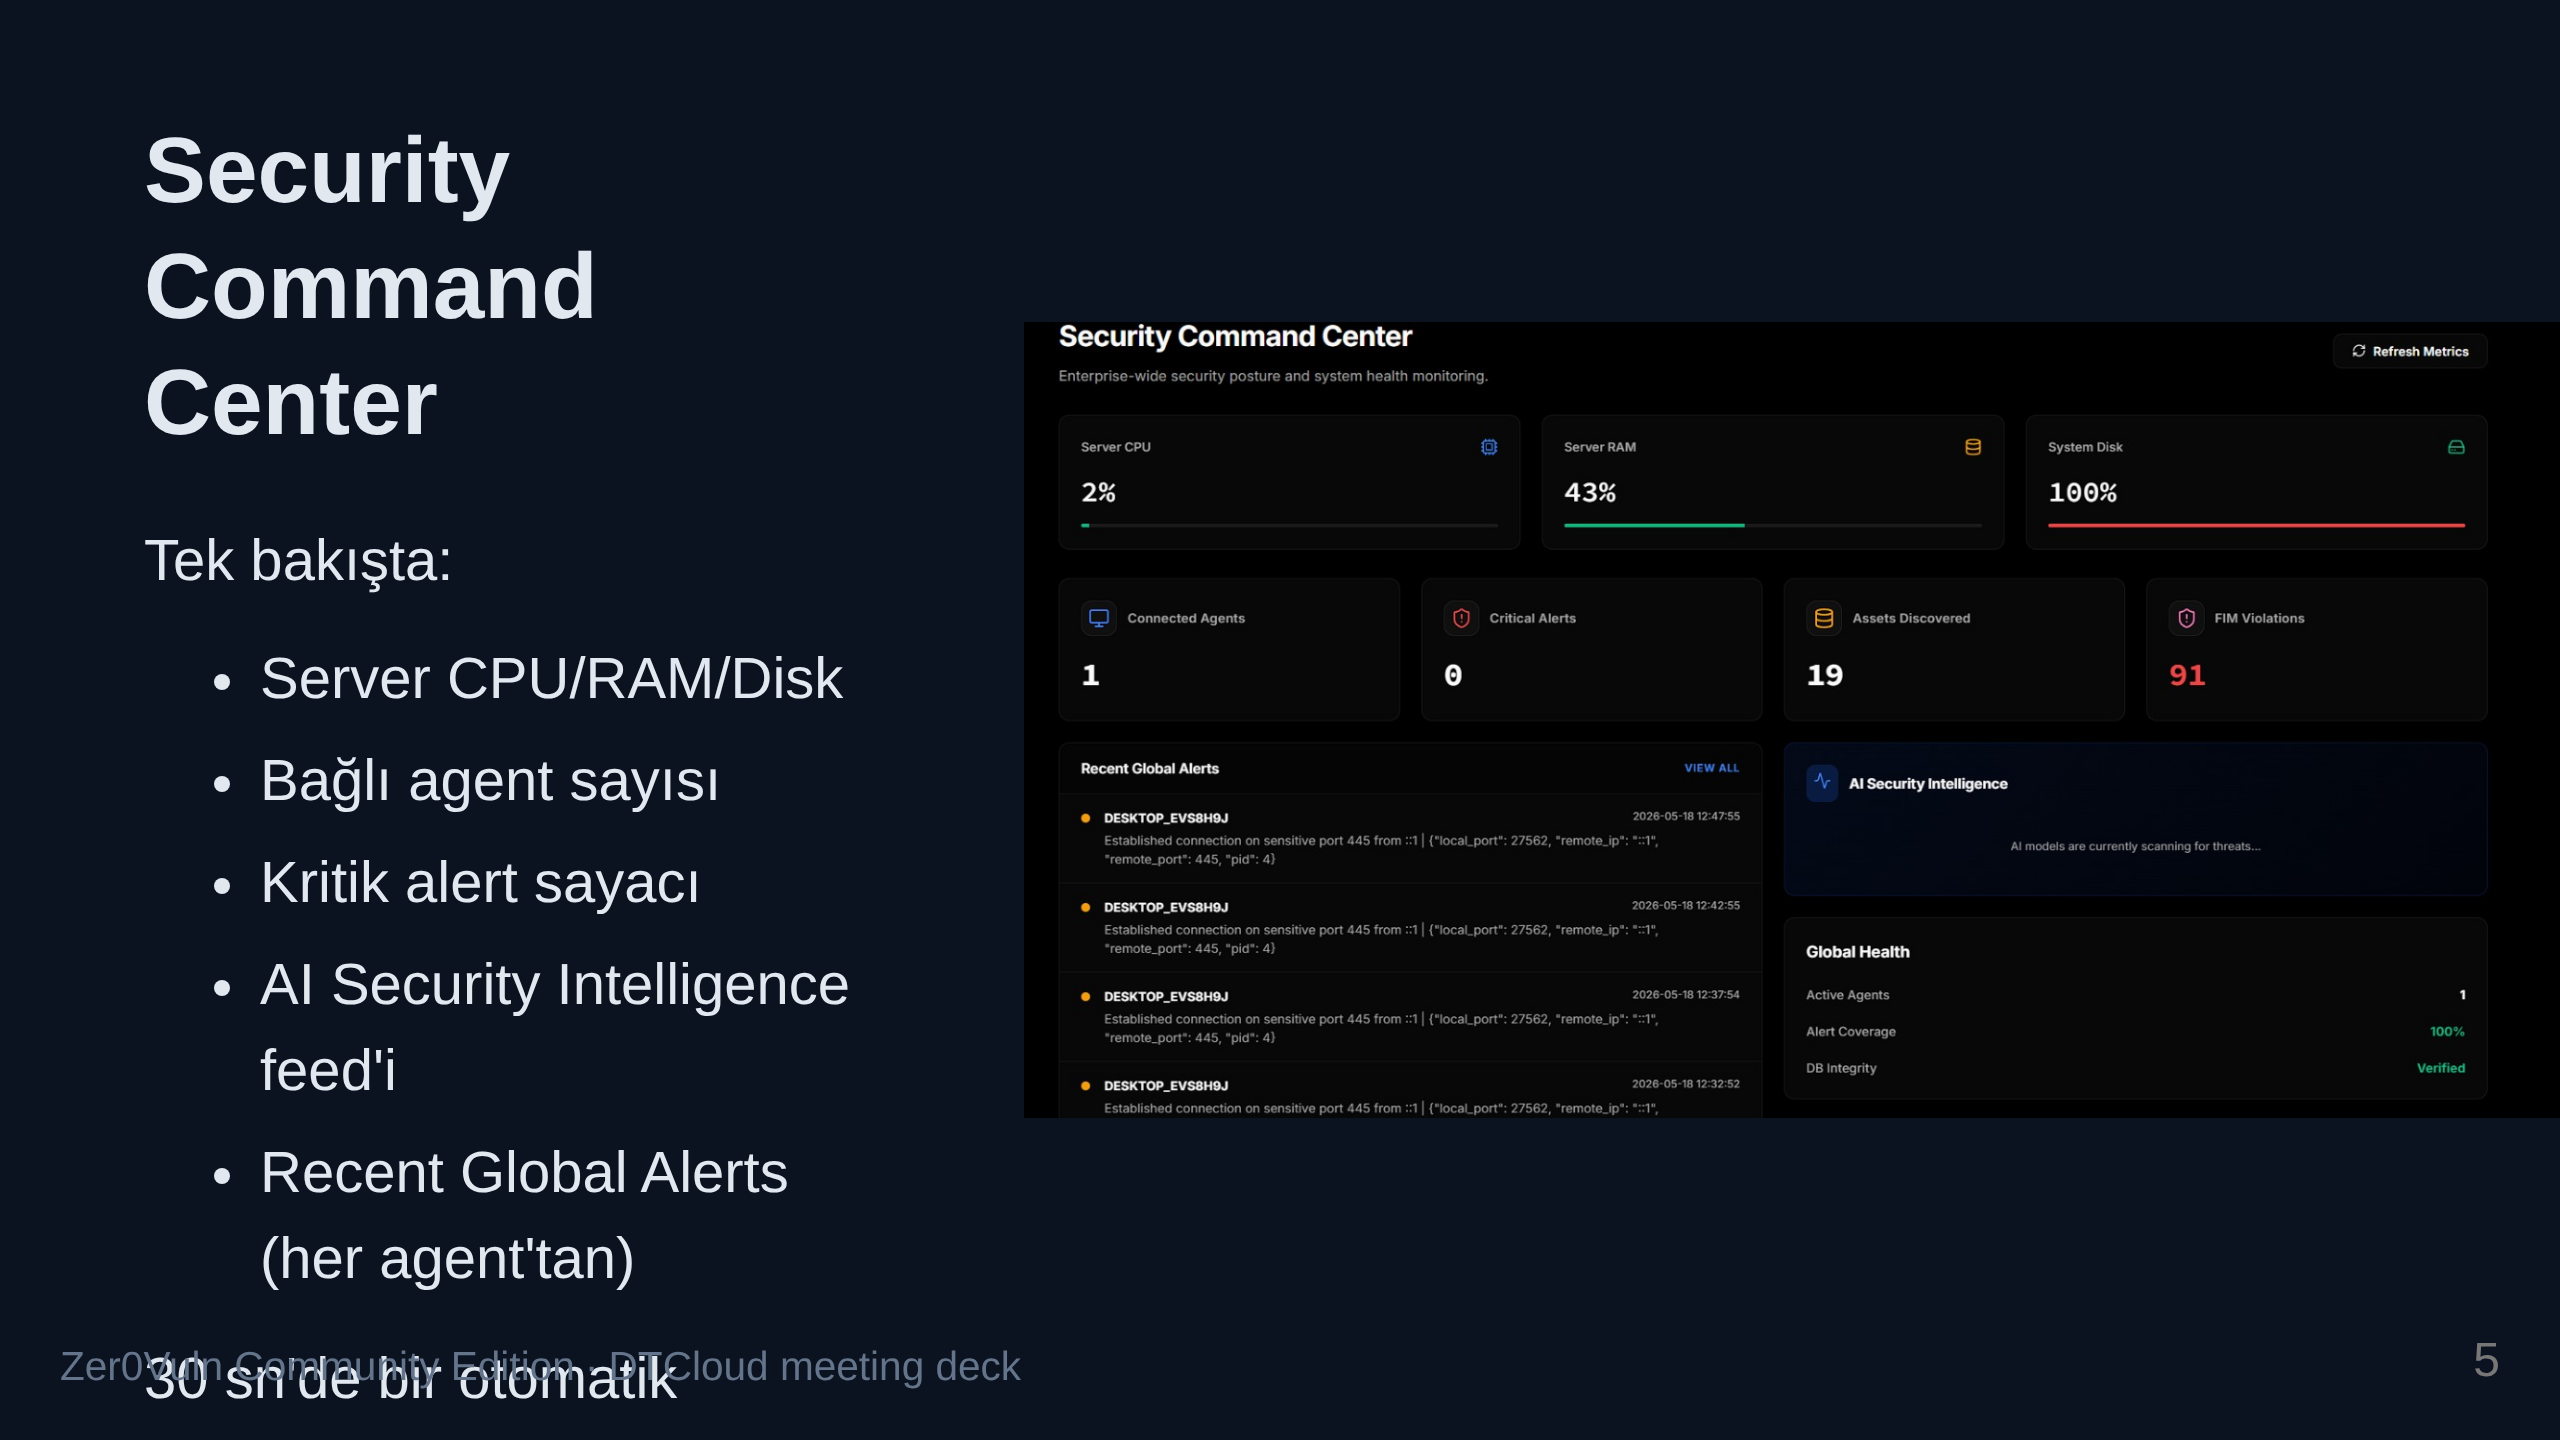 Security
Command
Center
Tek bakışta:
• Server CPU/RAM/Disk
• Bağlı agent sayısı
• Kritik alert sayacı
• AI Security Intelligence
feed'i
• Recent Global Alerts
(her agent'tan)
30 sn'de bir otomatik
Zer0Vuln Community Edition · DTCloud meeting deck
5
Security Command Center
Refresh Metrics
Enterprise-wide security posture and system health monitoring.
Server CPU
2%
Server RAM
43%
System Disk
100%
Connected Agents
1
Critical Alerts
0
Assets Discovered
19
FIM Violations
91
Recent Global Alerts
VIEW ALL
DESKTOP_EVS8H9J
2026-05-18 12:47:55
Established connection on sensitive port 445 from ::1 | {"local_port": 27562, "remote_ip": "::1",
"remote_port": 445, "pid": 4}
DESKTOP_EVS8H9J
2026-05-18 12:42:55
Established connection on sensitive port 445 from ::1 | {"local_port": 27562, "remote_ip": "::1",
"remote_port": 445, "pid": 4}
DESKTOP_EVS8H9J
2026-05-18 12:37:54
Established connection on sensitive port 445 from ::1 | {"local_port": 27562, "remote_ip": "::1",
"remote_port": 445, "pid": 4}
DESKTOP_EVS8H9J
2026-05-18 12:32:52
Established connection on sensitive port 445 from ::1 | {"local_port": 27562, "remote_ip": "::1",
AI Security Intelligence
AI models are currently scanning for threats...
Global Health
Active Agents
1
Alert Coverage
100%
DB Integrity
Verified